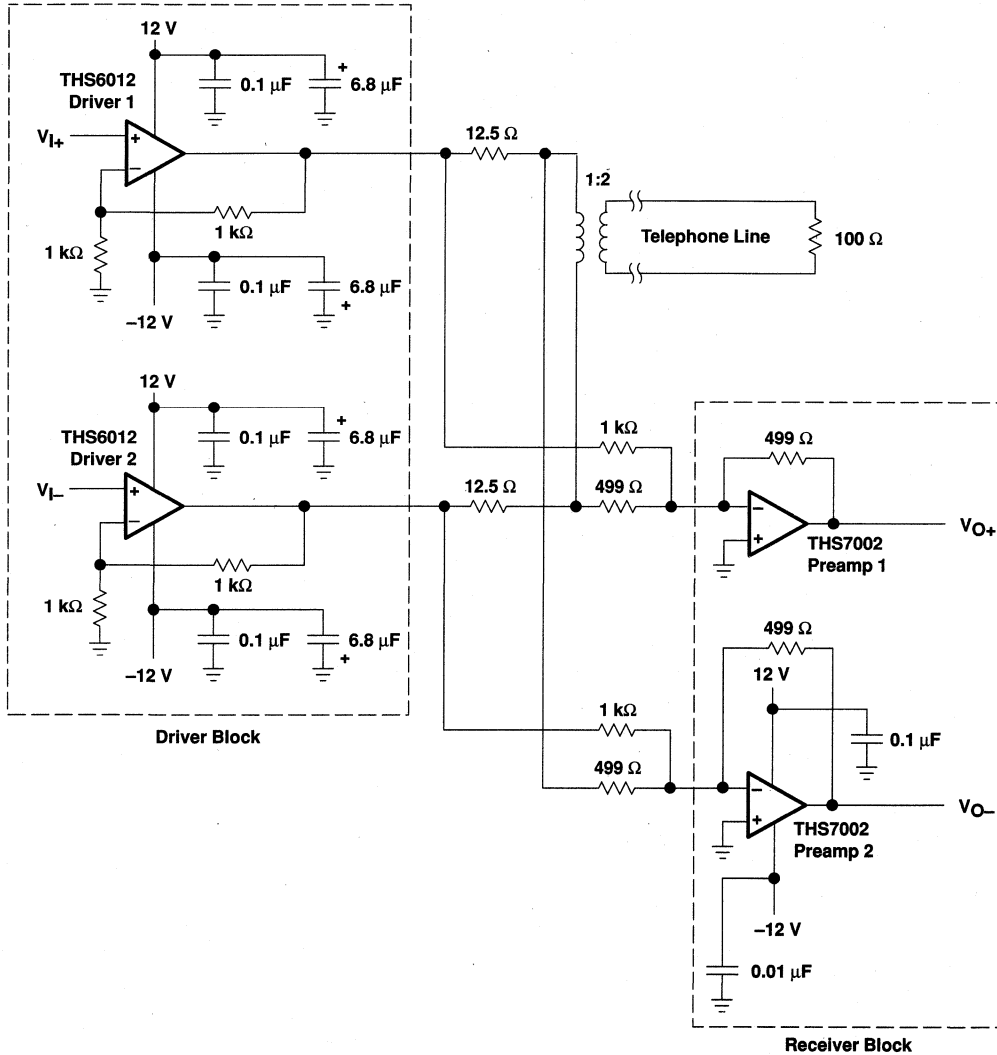 12 V
THS6012
Driver 1
0.1 µF
+
6.8 µF
VI+
+
−
12.5 Ω
1:2
1 kΩ
1 kΩ
Telephone Line
100 Ω
0.1 µF
6.8 µF
+
–12 V
12 V
THS6012
Driver 2
0.1 µF
+
6.8 µF
VI–
+
−
12.5 Ω
1 kΩ
499 Ω
499 Ω
−
+
THS7002
Preamp 1
VO+
1 kΩ
1 kΩ
0.1 µF
6.8 µF
+
–12 V
Driver Block
499 Ω
12 V
1 kΩ
0.1 µF
499 Ω
−
+
THS7002
Preamp 2
VO–
–12 V
0.01 µF
Receiver Block